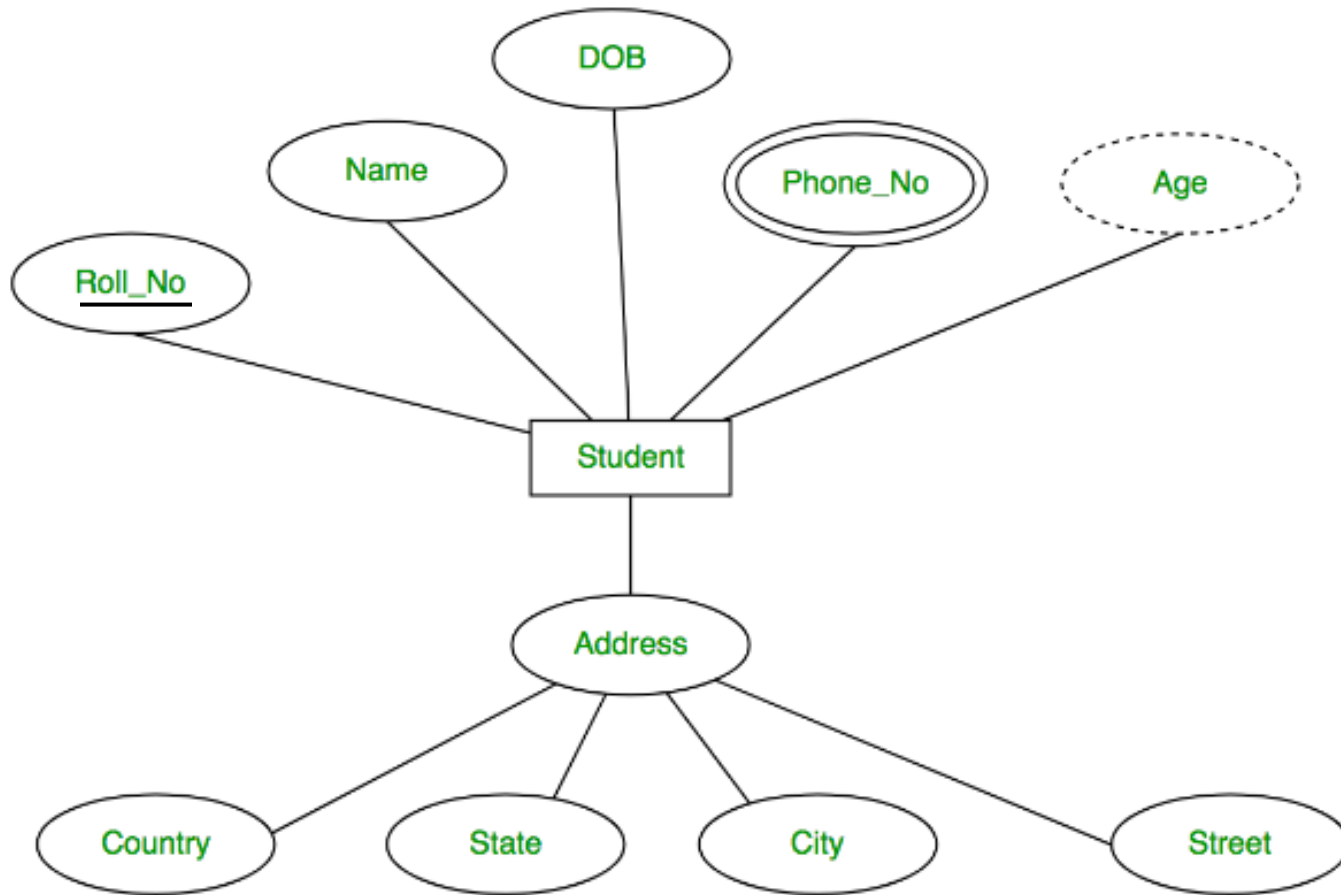 DOB
Name
Phone_No
Age
Roll_No
Student
Address
Country
State
City
Street